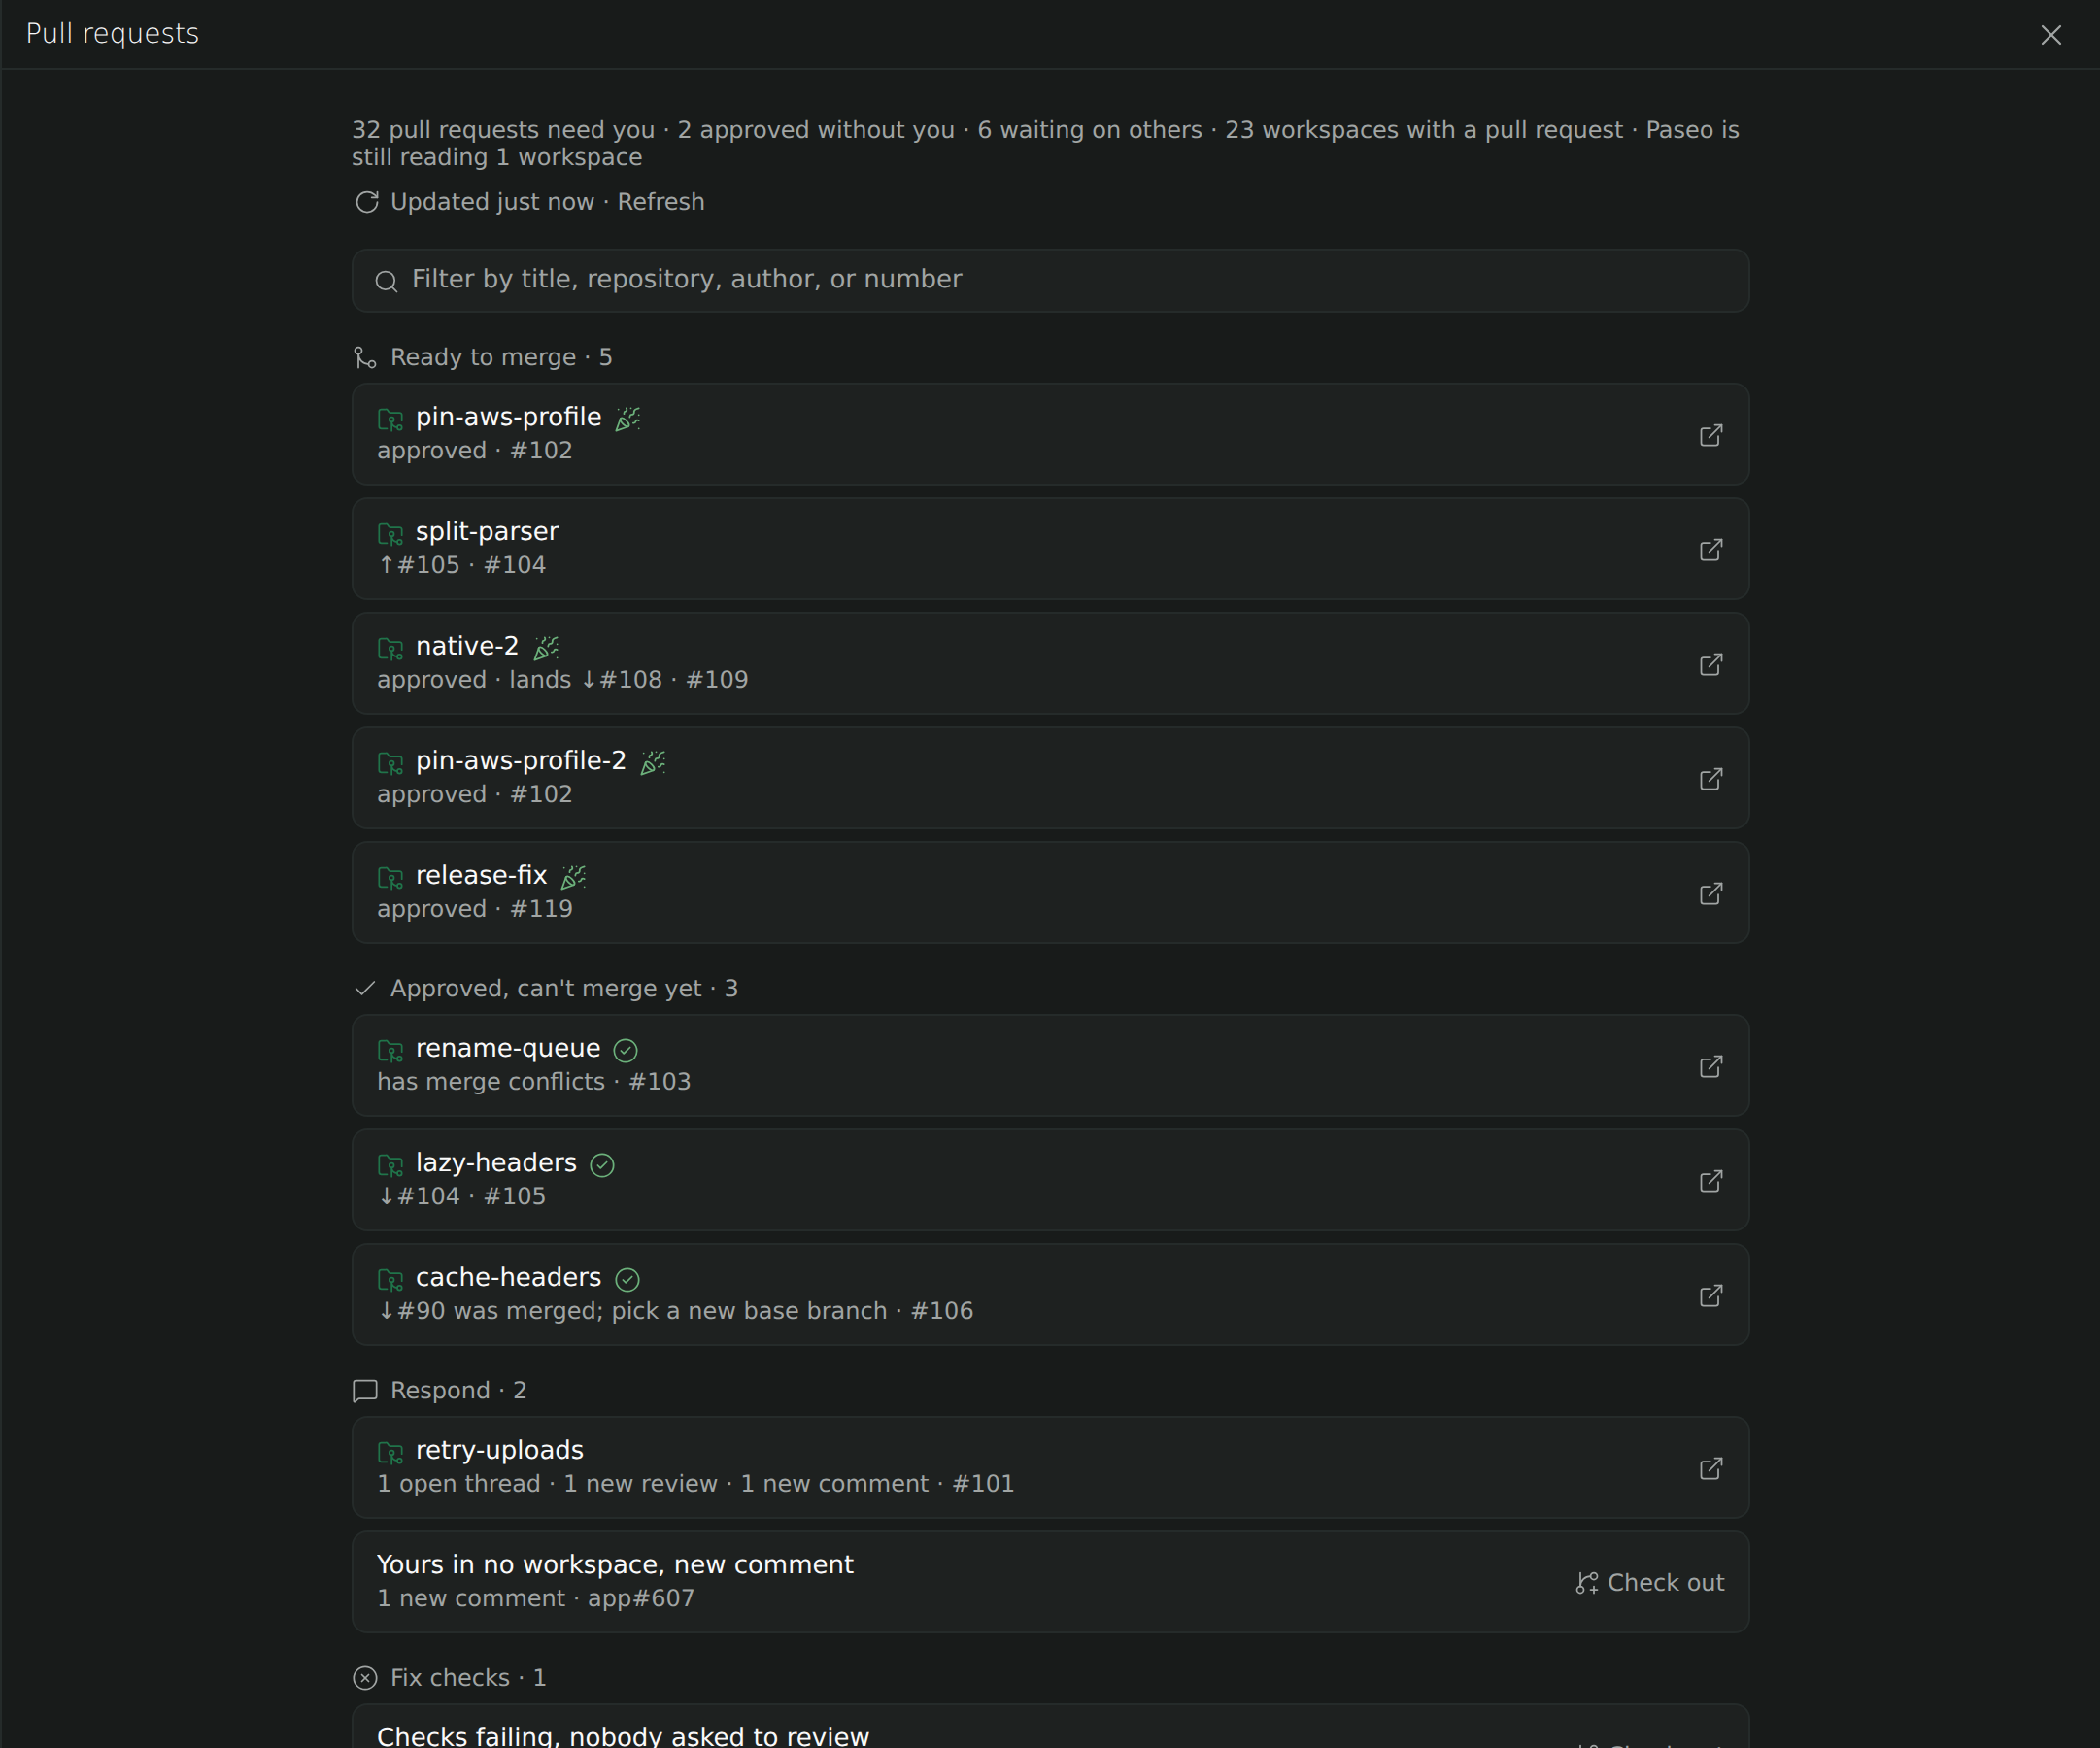 Pull requests
32 pull requests need you · 2 approved without you · 6 waiting on others · 23 workspaces with a pull request · Paseo is
still reading 1 workspace
Updated just now · Refresh
Filter by title, repository, author, or number
Ready to merge · 5
pin-aws-profile
approved · #102
split-parser
↑#105 · #104
native-2
approved · lands ↓#108 · #109
pin-aws-profile-2
approved · #102
release-fix
approved · #119
Approved, can't merge yet · 3
rename-queue
has merge conflicts · #103
lazy-headers
↓#104 · #105
cache-headers
↓#90 was merged; pick a new base branch · #106
Respond · 2
retry-uploads
1 open thread · 1 new review · 1 new comment · #101
Yours in no workspace, new comment
1 new comment · app#607
Check out
Fix checks · 1
Checks failing, nobody asked to review